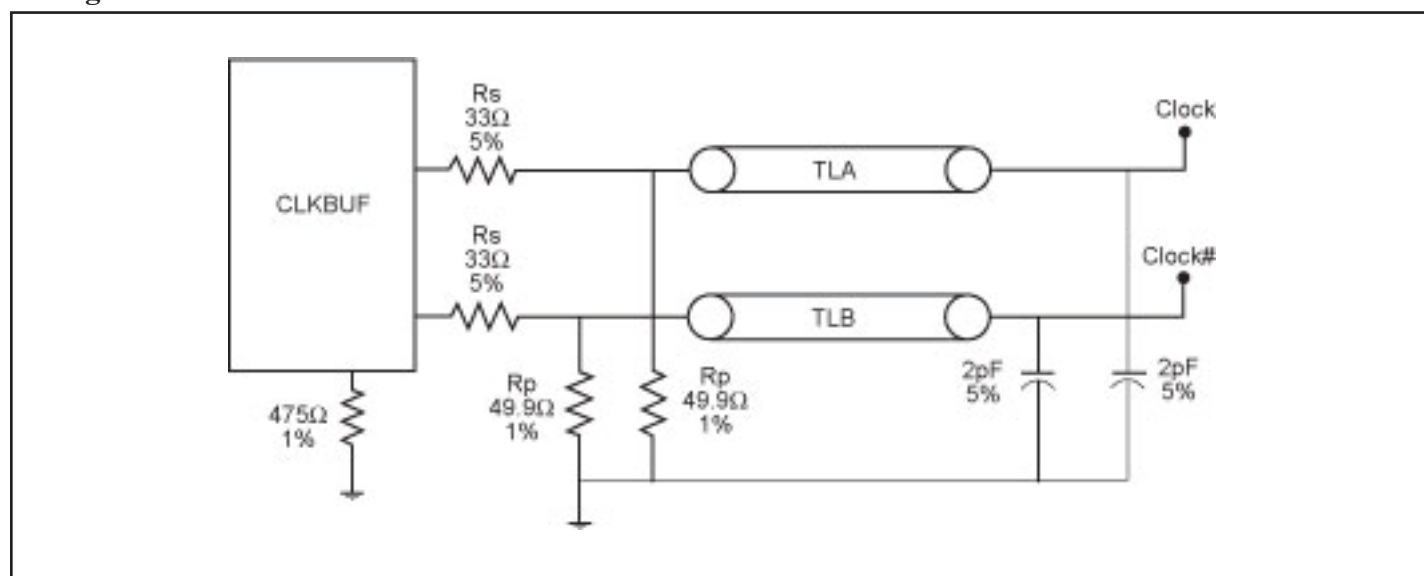 Rs
33Ω
5%
Clock
TLA
CLKBUF
Rs
33Ω
5%
Clock#
TLB
475Ω
1%
Rp
49.9Ω
1%
Rp
49.9Ω
1%
2pF
5%
2pF
5%